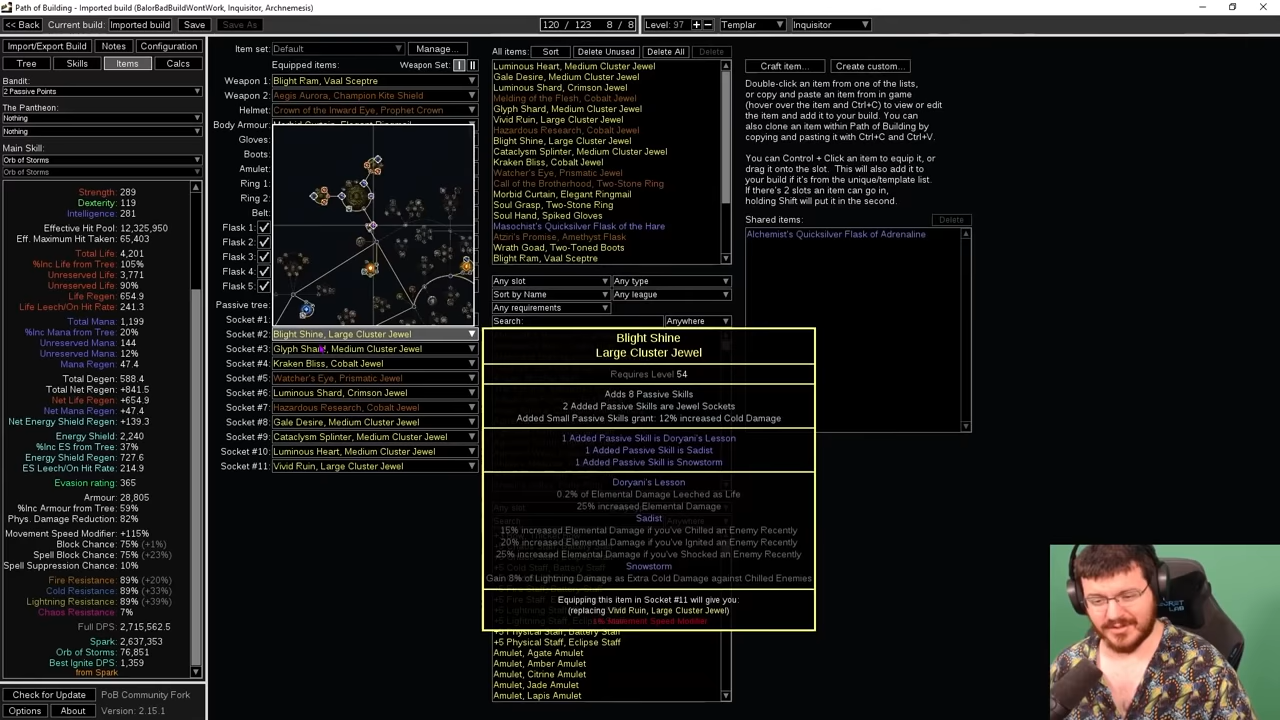 Path of Building - Imported build (BalorBadBuildWontWork, Inquisitor, Archnemesis)
<< Back
Current build:
Imported build
Save
Save As
120 / 123   8 / 8
Level: 97
Templar
Inquisitor
Import/Export Build
Notes
Configuration
Tree
Skills
Items
Calcs
Bandit:
2 Passive Points
The Pantheon:
Nothing
Nothing
Main Skill:
Orb of Storms
Orb of Storms
Strength: 289
Dexterity: 119
Intelligence: 281
Effective Hit Pool: 12,325,950
Eff. Maximum Hit Taken: 65,403
Total Life: 4,201
%Inc Life from Tree: 105%
Unreserved Life: 3,771
Unreserved Life: 90%
Life Regen: 654.9
Life Leech/On Hit Rate: 241.3
Total Mana: 1,199
%Inc Mana from Tree: 20%
Unreserved Mana: 144
Unreserved Mana: 12%
Mana Regen: 47.4
Total Degen: 588.4
Total Net Regen: +841.5
Net Life Regen: +654.9
Net Mana Regen: +47.4
Net Energy Shield Regen: +139.3
Energy Shield: 2,240
%Inc ES from Tree: 37%
Energy Shield Regen: 727.6
ES Leech/On Hit Rate: 214.9
Evasion rating: 365
Armour: 28,805
%Inc Armour from Tree: 59%
Phys. Damage Reduction: 82%
Movement Speed Modifier: +115%
Block Chance: 75% (+1%)
Spell Block Chance: 75% (+23%)
Spell Suppression Chance: 10%
Fire Resistance: 89% (+20%)
Cold Resistance: 89% (+33%)
Lightning Resistance: 89% (+39%)
Chaos Resistance: 7%
Full DPS: 2,715,562.5
Spark: 2,637,353
Orb of Storms: 76,851
Best Ignite DPS: 1,359
from Spark
Check for Update
PoB Community Fork
Options
About
Version: 2.15.1
Item set:
Default
Manage...
Equipped items:
Weapon Set:
I
II
Weapon 1:
Blight Ram, Vaal Sceptre
Weapon 2:
Aegis Aurora, Champion Kite Shield
Helmet:
Crown of the Inward Eye, Prophet Crown
Body Armour:
Morbid Curtain, Elegant Ringmail
Gloves:
Boots:
Amulet:
Ring 1:
Ring 2:
Belt:
Flask 1:
Flask 2:
Flask 3:
Flask 4:
Flask 5:
Passive tree:
Socket #1:
Socket #2:
Blight Shine, Large Cluster Jewel
Socket #3:
Glyph Shard, Medium Cluster Jewel
Socket #4:
Kraken Bliss, Cobalt Jewel
Socket #5:
Watcher's Eye, Prismatic Jewel
Socket #6:
Luminous Shard, Crimson Jewel
Socket #7:
Hazardous Research, Cobalt Jewel
Socket #8:
Gale Desire, Medium Cluster Jewel
Socket #9:
Cataclysm Splinter, Medium Cluster Jewel
Socket #10:
Luminous Heart, Medium Cluster Jewel
Socket #11:
Vivid Ruin, Large Cluster Jewel
All items:
Sort
Delete Unused
Delete All
Delete
Luminous Heart, Medium Cluster Jewel
Gale Desire, Medium Cluster Jewel
Luminous Shard, Crimson Jewel
Melding of the Flesh, Cobalt Jewel
Glyph Shard, Medium Cluster Jewel
Vivid Ruin, Large Cluster Jewel
Hazardous Research, Cobalt Jewel
Blight Shine, Large Cluster Jewel
Cataclysm Splinter, Medium Cluster Jewel
Kraken Bliss, Cobalt Jewel
Watcher's Eye, Prismatic Jewel
Call of the Brotherhood, Two-Stone Ring
Morbid Curtain, Elegant Ringmail
Soul Grasp, Two-Stone Ring
Soul Hand, Spiked Gloves
Masochist's Quicksilver Flask of the Hare
Atziri's Promise, Amethyst Flask
Wrath Goad, Two-Toned Boots
Blight Ram, Vaal Sceptre
Any slot
Any type
Sort by Name
Any league
Any requirements
Search:
Anywhere
Blight Shine
Large Cluster Jewel
Requires Level 54
Adds 8 Passive Skills
2 Added Passive Skills are Jewel Sockets
Added Small Passive Skills grant: 12% increased Cold Damage
1 Added Passive Skill is Doryani's Lesson
1 Added Passive Skill is Sadist
1 Added Passive Skill is Snowstorm
Doryani's Lesson
0.2% of Elemental Damage Leeched as Life
25% increased Elemental Damage
Sadist
15% increased Elemental Damage if you've Chilled an Enemy Recently
20% increased Elemental Damage if you've Ignited an Enemy Recently
25% increased Elemental Damage if you've Shocked an Enemy Recently
Snowstorm
Gain 8% of Lightning Damage as Extra Cold Damage against Chilled Enemies
Equipping this item in Socket #11 will give you:
(replacing Vivid Ruin, Large Cluster Jewel)
+5 Physical Staff, Battery Staff
+5 Physical Staff, Eclipse Staff
Amulet, Agate Amulet
Amulet, Amber Amulet
Amulet, Citrine Amulet
Amulet, Jade Amulet
Amulet, Lapis Amulet
Craft item...
Create custom...
Double-click an item from one of the lists,
or copy and paste an item from in game
(hover over the item and Ctrl+C) to view or edit
the item and add it to your build. You can
also clone an item within Path of Building by
copying and pasting it with Ctrl+C and Ctrl+V.
You can Control + Click an item to equip it, or
drag it onto the slot. This will also add it to
your build if it's from the unique/template list.
If there's 2 slots an item can go in,
holding Shift will put it in the second.
Shared items:
Delete
Alchemist's Quicksilver Flask of Adrenaline